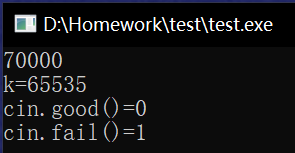 D:\Homework\test\test.exe
70000
k=65535
cin.good()=0
cin.fail()=1